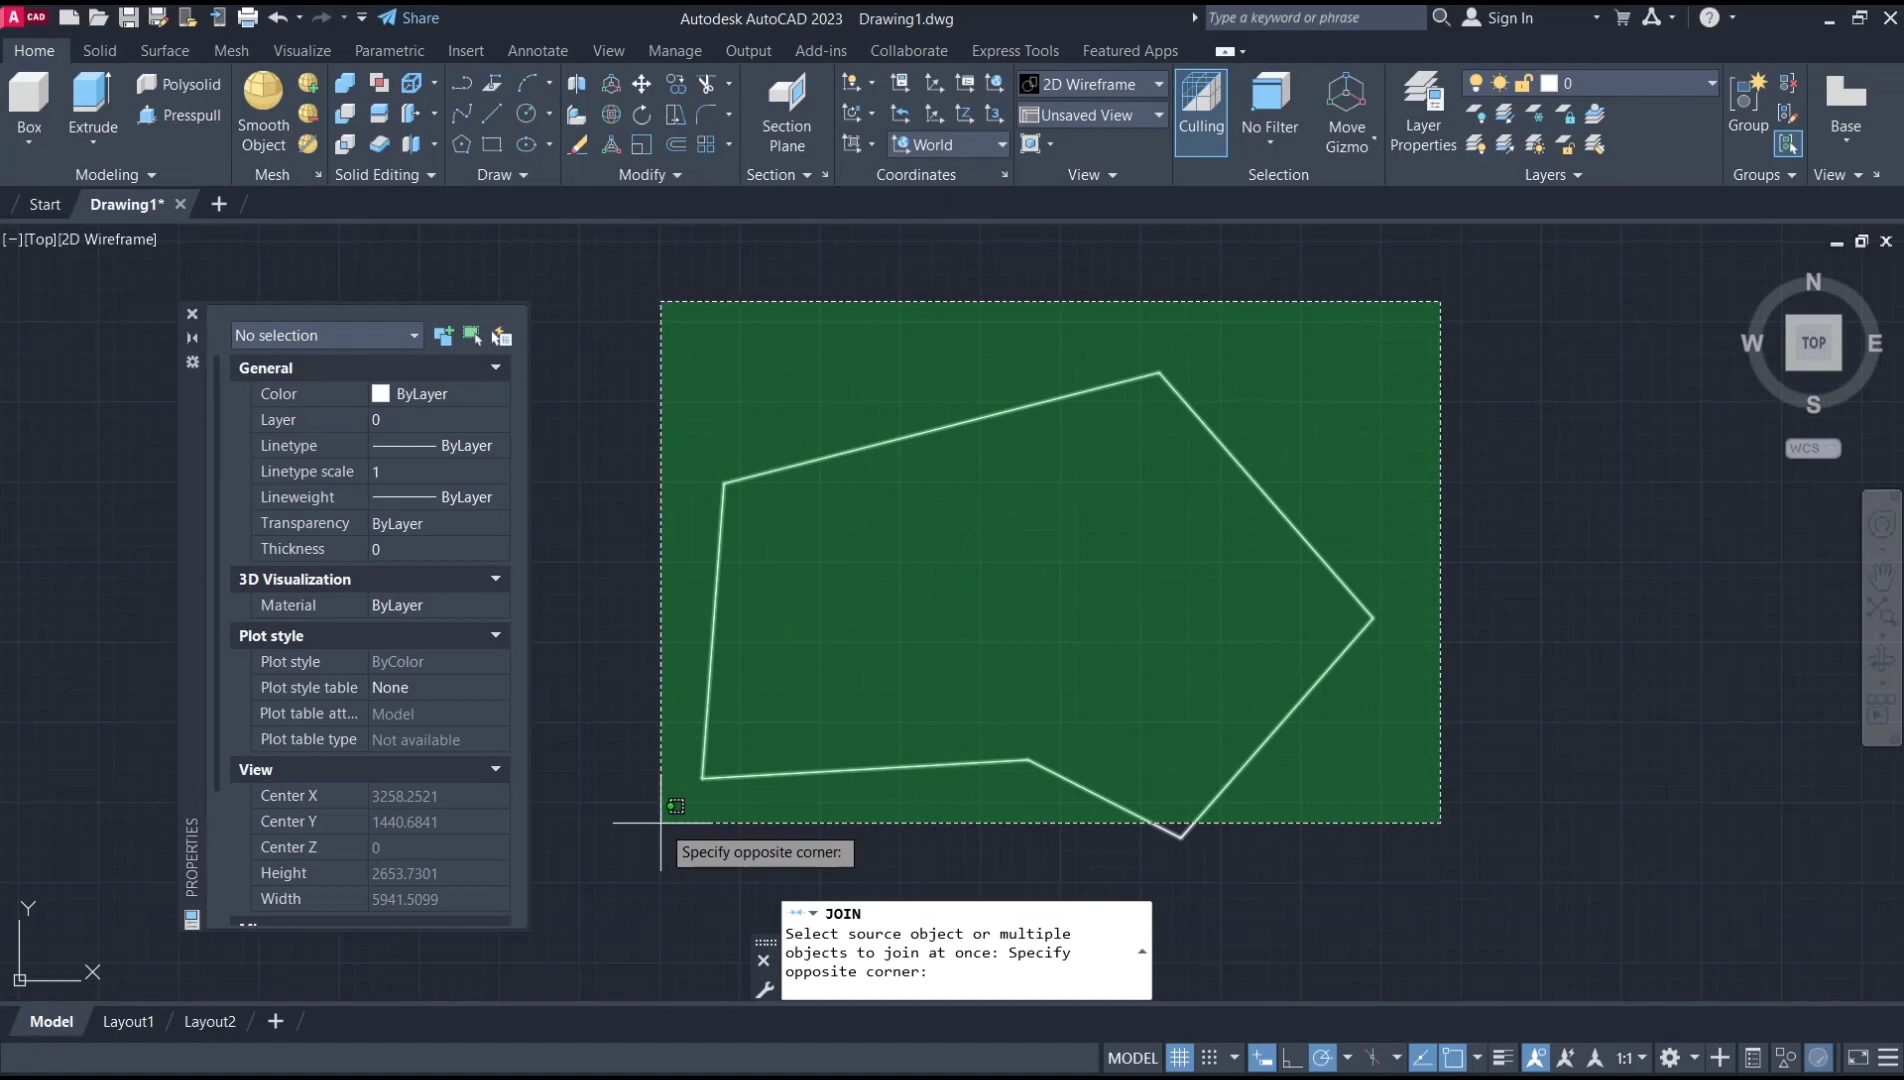 A CAD
Share
Autodesk AutoCAD 2023 Drawing1.dwg
Type a keyword or phrase
Sign In
Home Solid Surface Mesh Visualize Parametric Insert Annotate View Manage Output Add-ins Collaborate Express Tools Featured Apps
Box
Extrude
Polysolid
Presspull
Modeling
Smooth
Object
Mesh
Solid Editing
Draw
Modify
Section
Plane
Section
World
Coordinates
2D Wireframe
Unsaved View
View
Culling
No Filter
Move
Gizmo
Selection
Layer
Properties
0
Layers
Group
Groups
Base
View
Start
Drawing1*
[−][Top][2D Wireframe]
N
W
TOP
E
S
WCS
No selection
General
Color ByLayer
Layer 0
Linetype ByLayer
Linetype scale 1
Lineweight ByLayer
Transparency ByLayer
Thickness 0
3D Visualization
Material ByLayer
Plot style
Plot style ByColor
Plot style table None
Plot table att... Model
Plot table type Not available
View
Center X 3258.2521
Center Y 1440.6841
Center Z 0
Height 2653.7301
Width 5941.5099
PROPERTIES
Specify opposite corner:
JOIN
Select source object or multiple
objects to join at once: Specify
opposite corner:
Y
X
Model Layout1 Layout2
MODEL
1:1